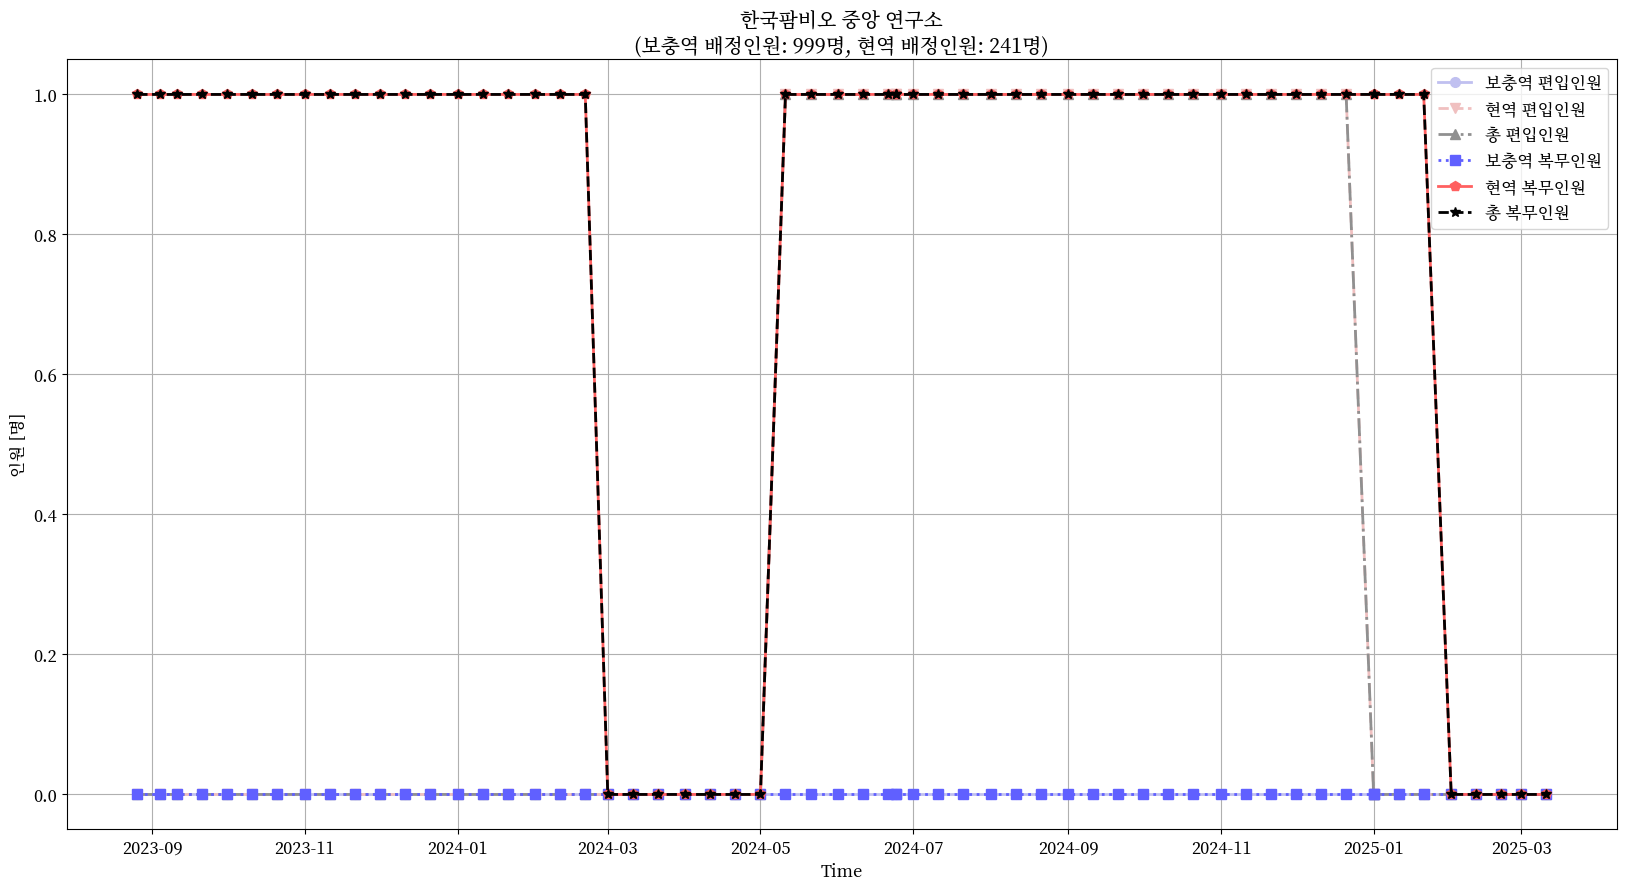 한국팜비오 중앙 연구소
(보충역 배정인원: 999명, 현역 배정인원: 241명)
보충역 편입인원
현역 편입인원
총 편입인원
보충역 복무인원
현역 복무인원
총 복무인원
인원 [명]
1.0
0.8
0.6
0.4
0.2
0.0
2023-09
2023-11
2024-01
2024-03
2024-05
2024-07
2024-09
2024-11
2025-01
2025-03
Time